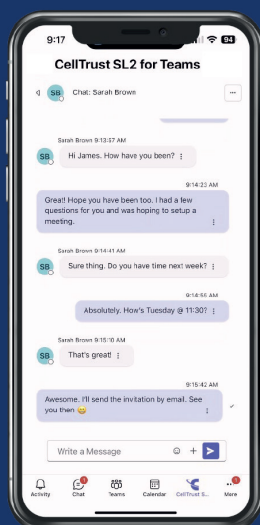 9:17
94
CellTrust SL2 for Teams
SB
Chat: Sarah Brown
Sarah Brown 9:13:57 AM
SB
Hi James. How have you been?
9:14:23 AM
Great! Hope you have been too. I had a few
questions for you and was hoping to setup a
meeting.
Sarah Brown 9:14:41 AM
SB
Sure thing. Do you have time next week?
9:14:55 AM
Absolutely. How's Tuesday @ 11:30?
Sarah Brown 9:15:10 AM
SB
That's great!
9:15:42 AM
Awesome. I'll send the invitation by email. See
you then 😀
Write a Message
Activity
Chat
Teams
Calendar
CellTrust S...
More